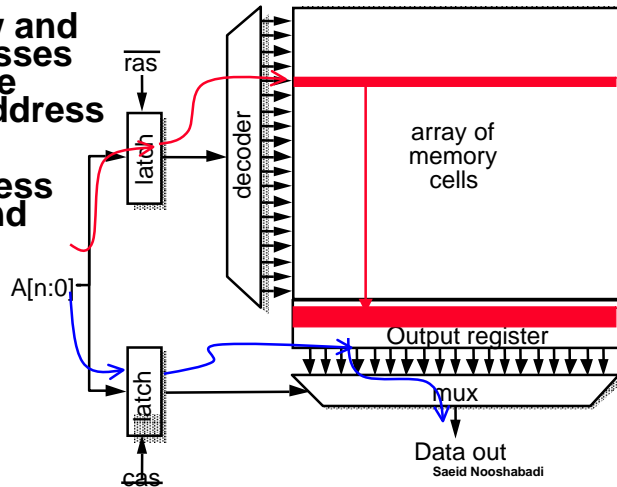 w and
sses
e
ddress
ess
nd
ras
latch
decoder
array of
memory
cells
A[n:0]
Output register
latch
mux
cas
Data out
Saeid Nooshabadi